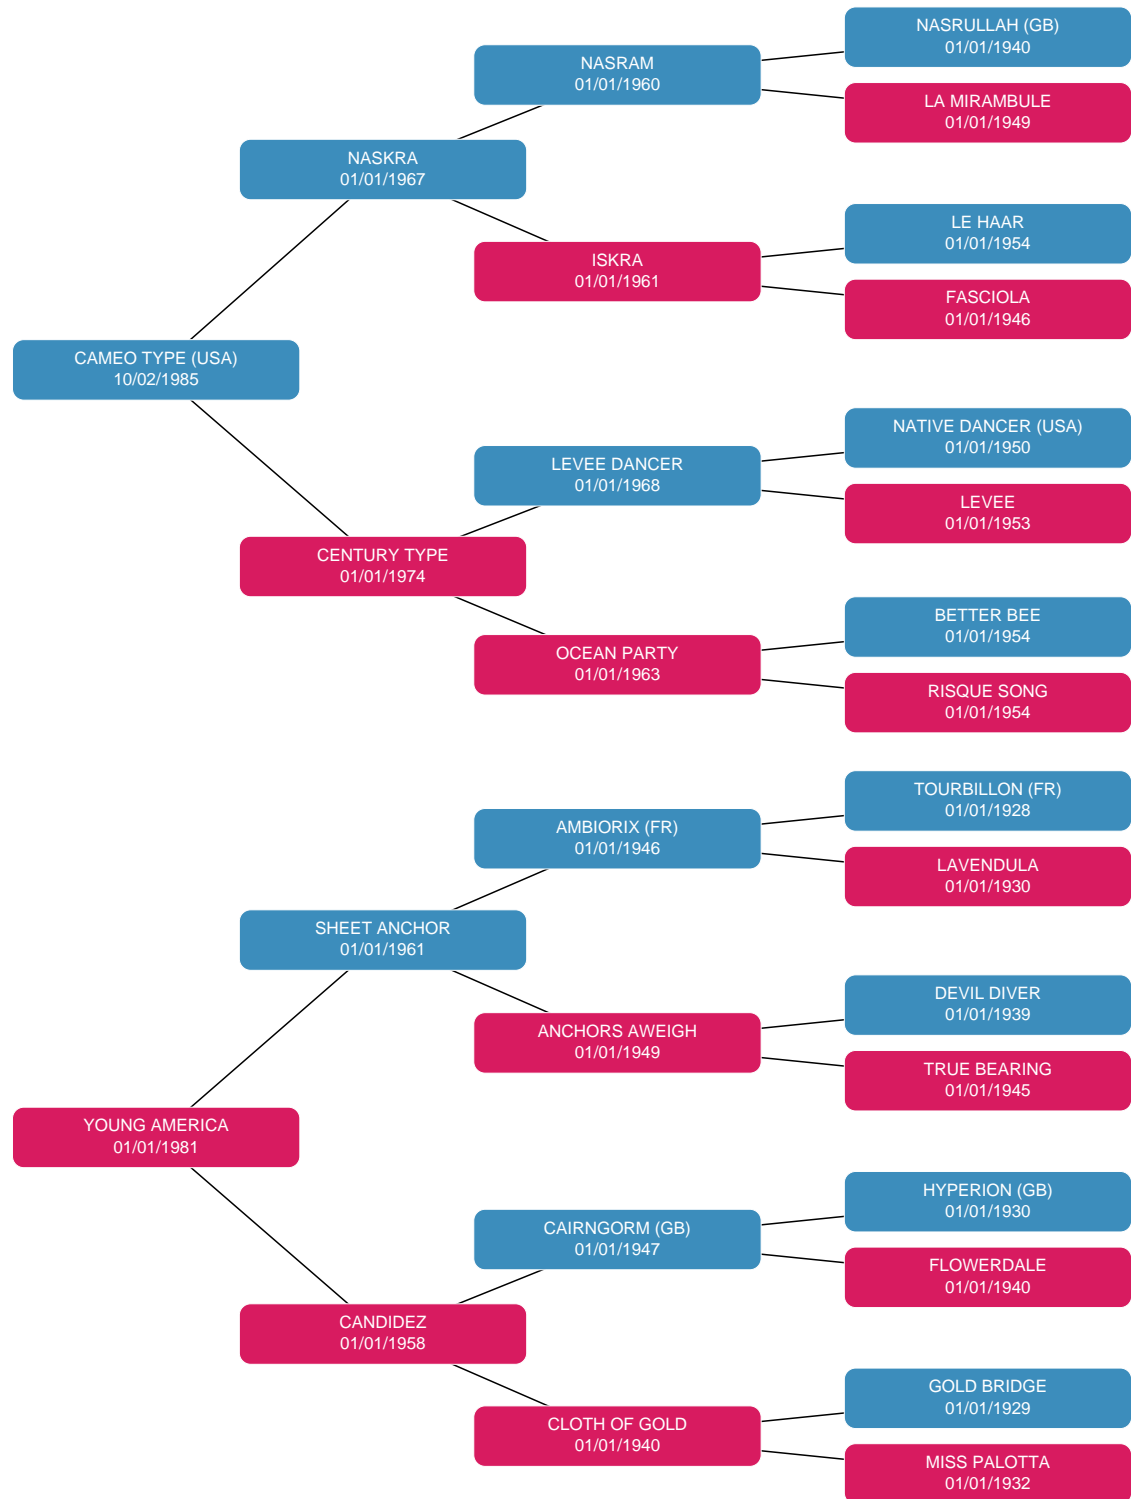 NASRULLAH (GB)
01/01/1940
NASRAM
01/01/1960
LA MIRAMBULE
01/01/1949
NASKRA
01/01/1967
LE HAAR
01/01/1954
ISKRA
01/01/1961
FASCIOLA
01/01/1946
CAMEO TYPE (USA)
10/02/1985
NATIVE DANCER (USA)
01/01/1950
LEVEE DANCER
01/01/1968
LEVEE
01/01/1953
CENTURY TYPE
01/01/1974
BETTER BEE
01/01/1954
OCEAN PARTY
01/01/1963
RISQUE SONG
01/01/1954
TOURBILLON (FR)
01/01/1928
AMBIORIX (FR)
01/01/1946
LAVENDULA
01/01/1930
SHEET ANCHOR
01/01/1961
DEVIL DIVER
01/01/1939
ANCHORS AWEIGH
01/01/1949
TRUE BEARING
01/01/1945
YOUNG AMERICA
01/01/1981
HYPERION (GB)
01/01/1930
CAIRNGORM (GB)
01/01/1947
FLOWERDALE
01/01/1940
CANDIDEZ
01/01/1958
GOLD BRIDGE
01/01/1929
CLOTH OF GOLD
01/01/1940
MISS PALOTTA
01/01/1932